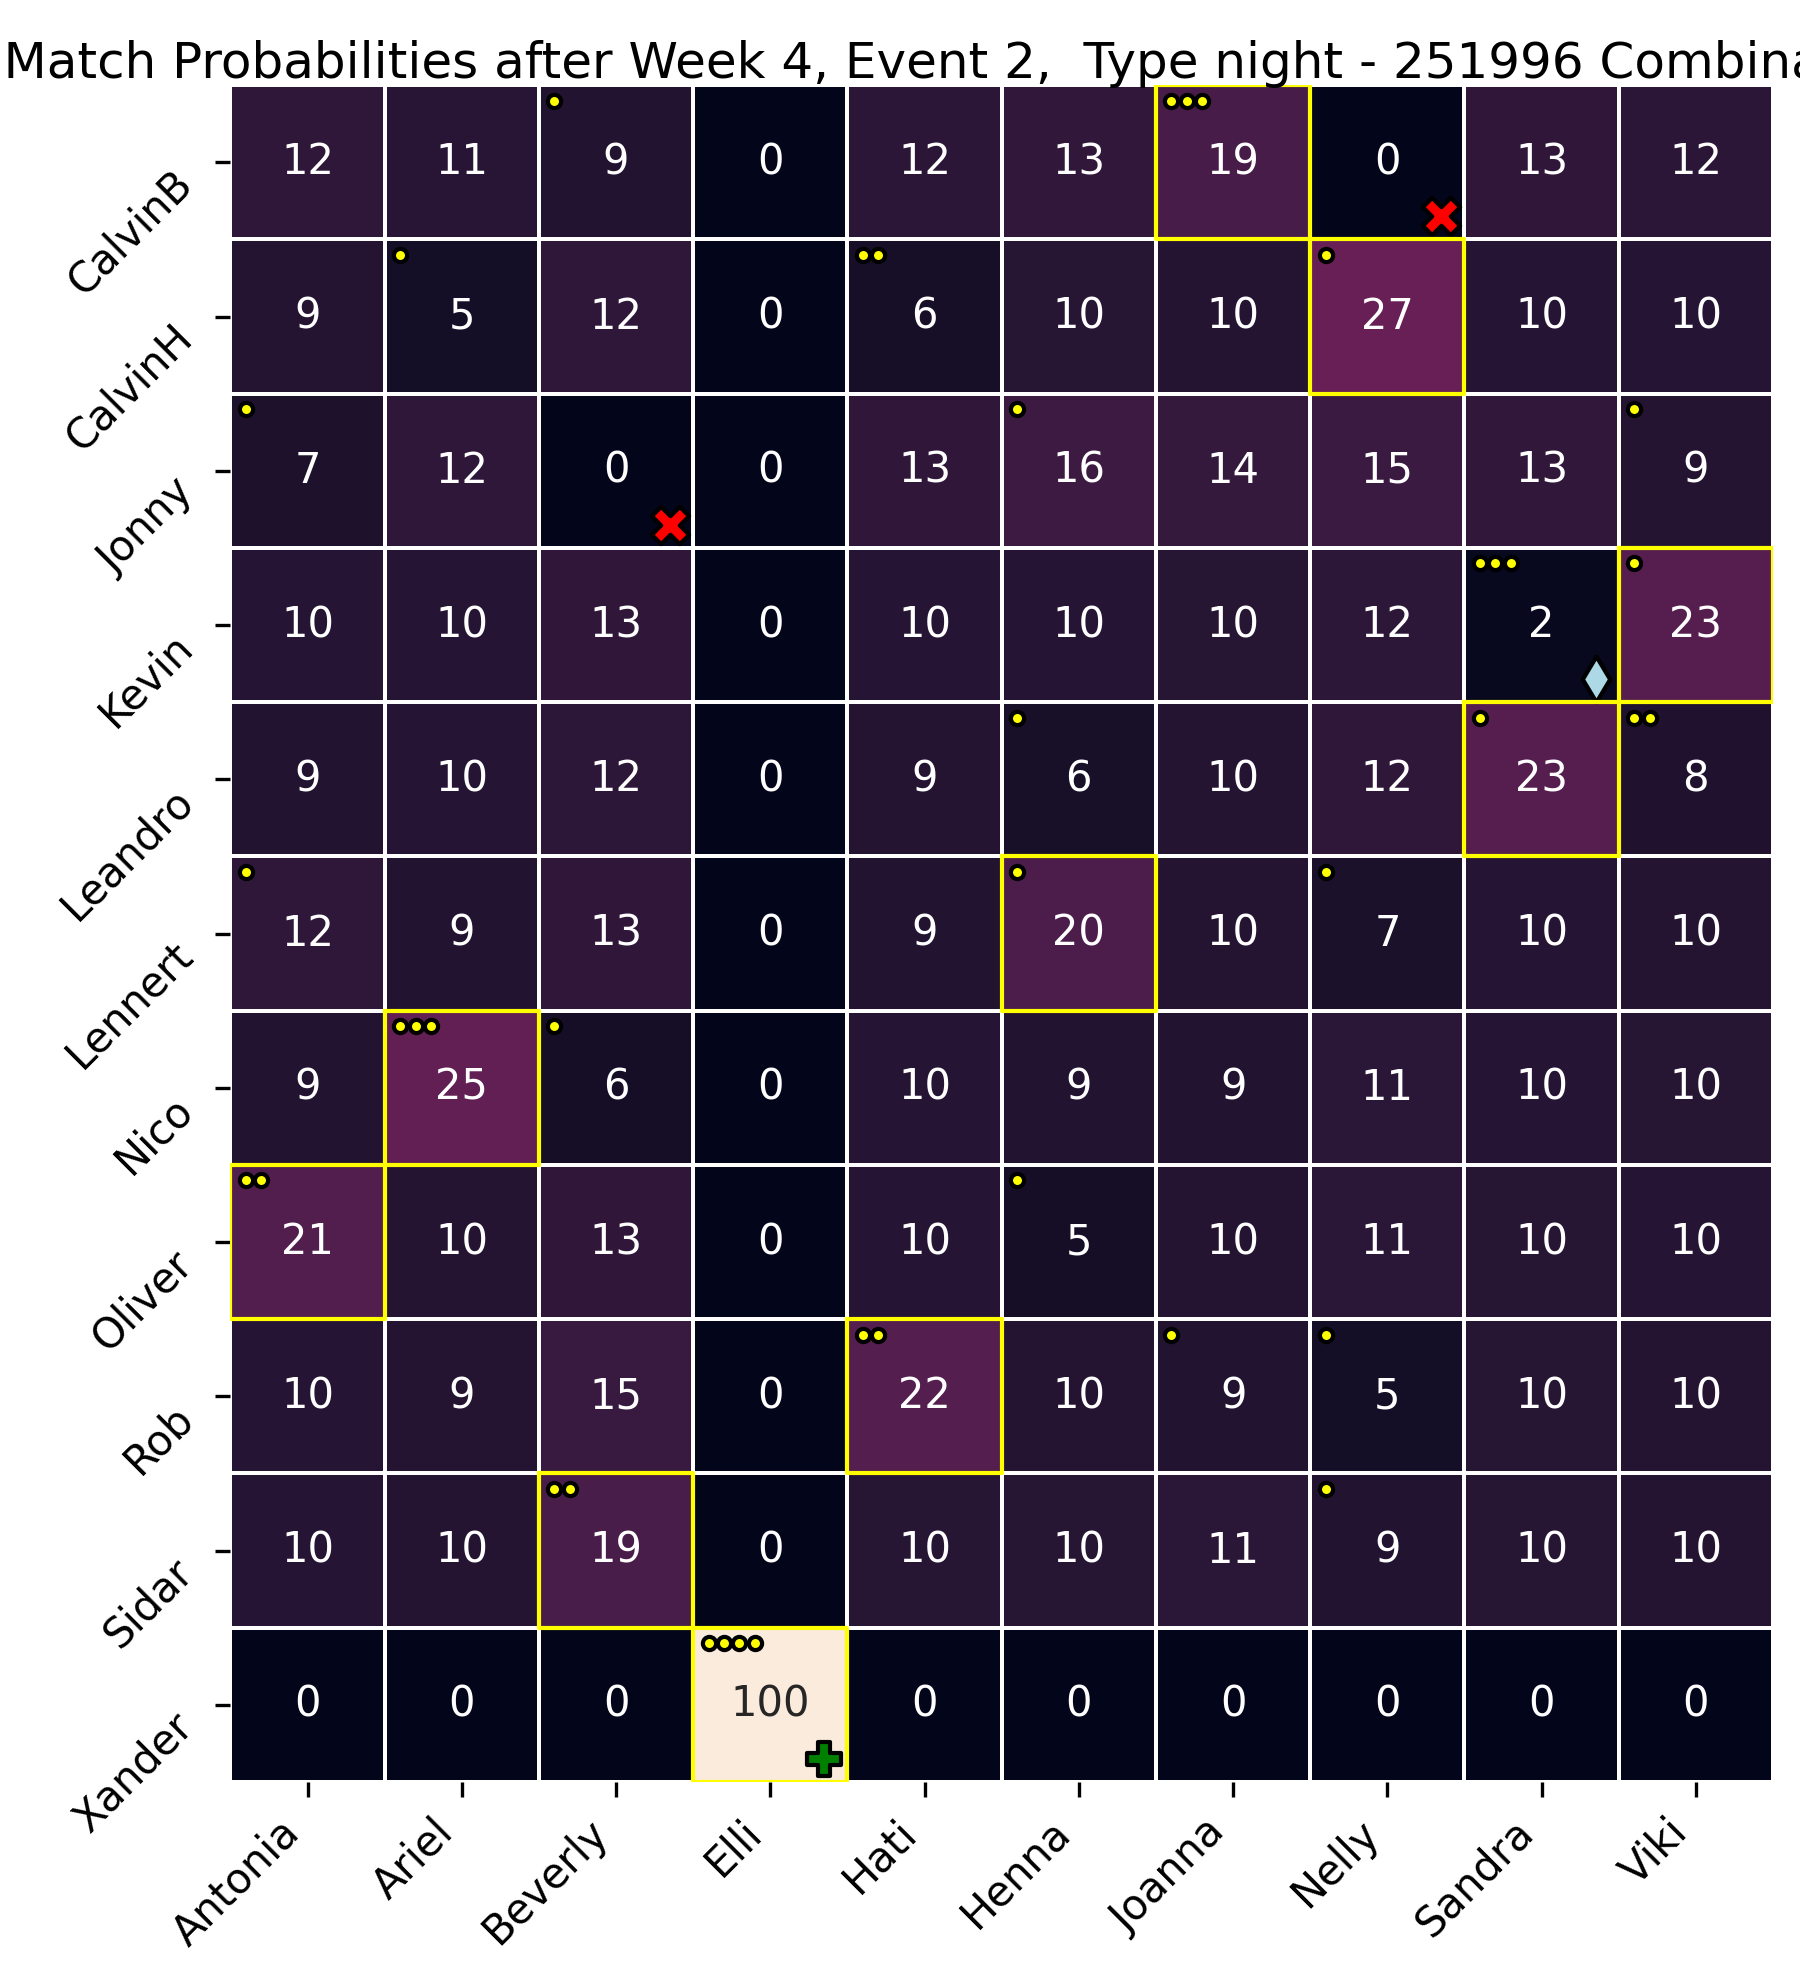 Match Probabilities after Week 4, Event 2, Type night - 251996
CalvinB 12 11 9 0 12 13 19 0 13 12
CalvinH 9 5 12 0 6 10 10 27 10 10
Jonny 7 12 0 0 13 16 14 15 13 9
Kevin 10 10 13 0 10 10 10 12 2 23
Leandro 9 10 12 0 9 6 10 12 23 8
Lennert 12 9 13 0 9 20 10 7 10 10
Nico 9 25 6 0 10 9 9 11 10 10
Oliver 21 10 13 0 10 5 10 11 10 10
Rob 10 9 15 0 22 10 9 5 10 10
Sidar 10 10 19 0 10 10 11 9 10 10
Xander 0 0 0 100 0 0 0 0 0 0
Antonia Ariel Beverly Elli Hati Henna Joanna Nelly Sandra Viki